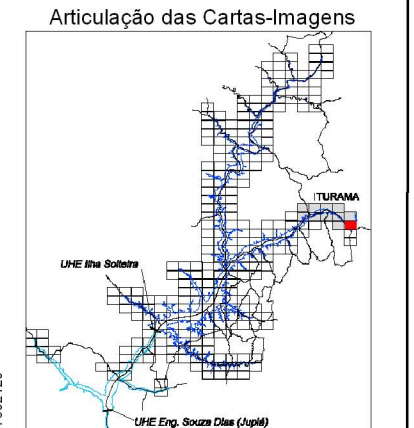 Articulação das Cartas-Imagens
ITURAMA
UHE Ilha Solteira
UHE Eng. Souza Dias (Jupiá)